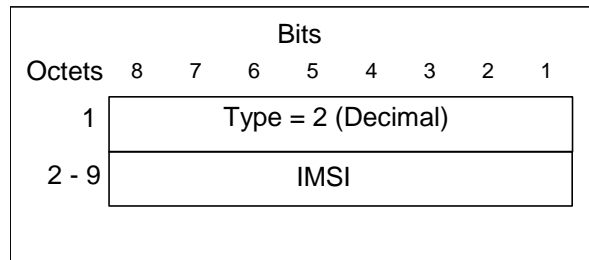 Bits
Octets 8 7 6 5 4 3 2 1
1 Type = 2 (Decimal)
2 - 9 IMSI